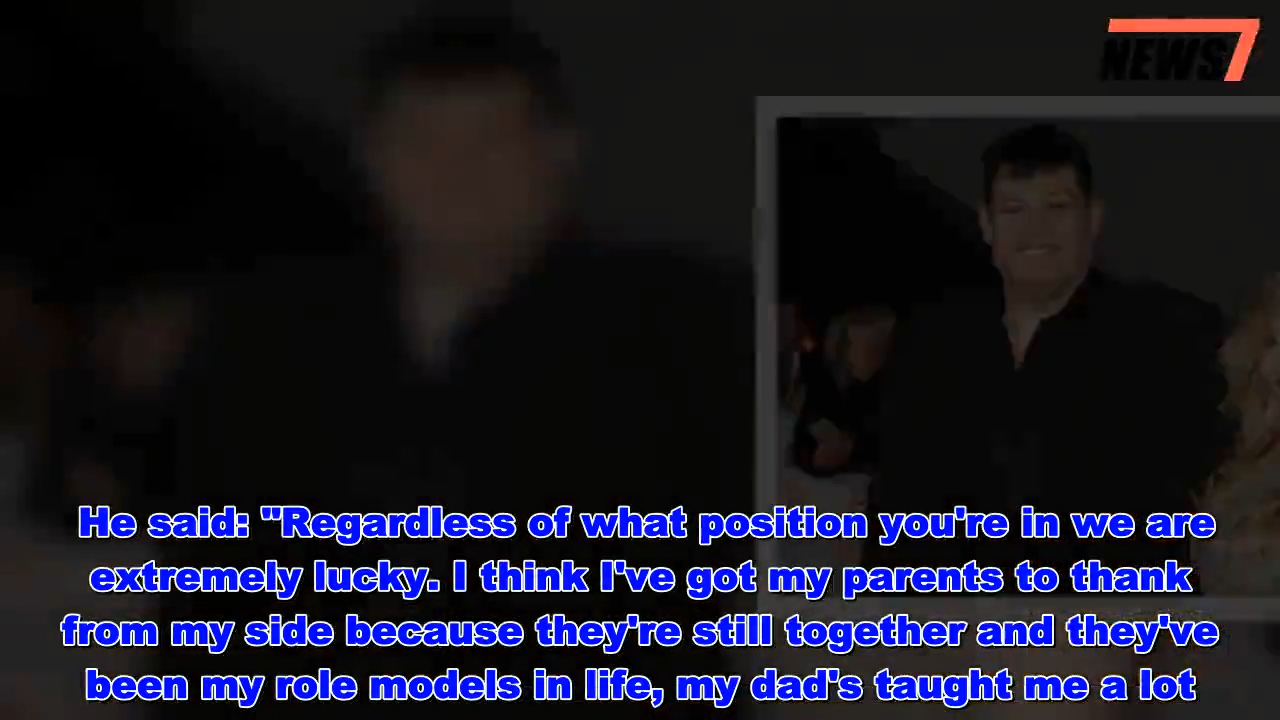 NEWS7
He said: "Regardless of what position you're in we are
extremely lucky. I think I've got my parents to thank
from my side because they're still together and they've
been my role models in life, my dad's taught me a lot